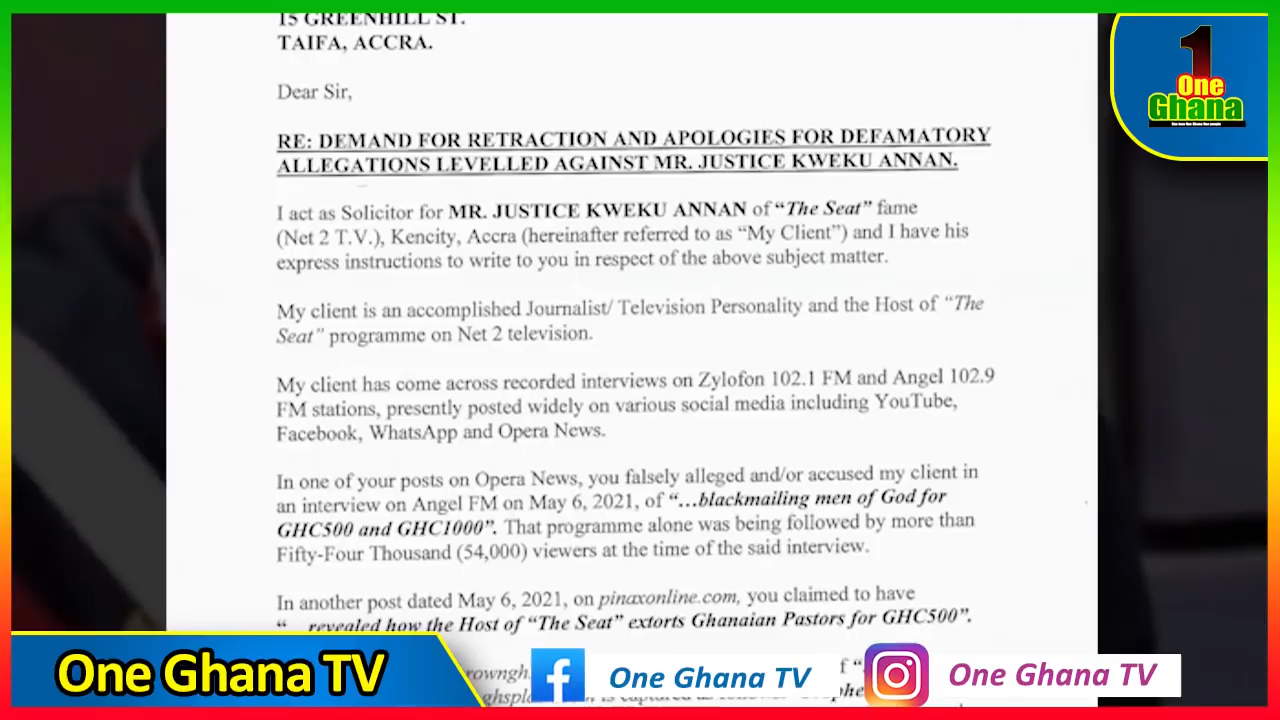 15 GREENHILL ST.
TAIFA, ACCRA.
Dear Sir,
RE: DEMAND FOR RETRACTION AND APOLOGIES FOR DEFAMATORY
ALLEGATIONS LEVELLED AGAINST MR. JUSTICE KWEKU ANNAN.
I act as Solicitor for MR. JUSTICE KWEKU ANNAN of “The Seat” fame
(Net 2 T.V.), Kencity, Accra (hereinafter referred to as “My Client”) and I have his
express instructions to write to you in respect of the above subject matter.
My client is an accomplished Journalist/ Television Personality and the Host of “The
Seat” programme on Net 2 television.
My client has come across recorded interviews on Zylofon 102.1 FM and Angel 102.9
FM stations, presently posted widely on various social media including YouTube,
Facebook, WhatsApp and Opera News.
In one of your posts on Opera News, you falsely alleged and/or accused my client in
an interview on Angel FM on May 6, 2021, of “...blackmailing men of God for
GHC500 and GHC1000”. That programme alone was being followed by more than
Fifty-Four Thousand (54,000) viewers at the time of the said interview.
In another post dated May 6, 2021, on pinaxonline.com, you claimed to have
“... revealed how the Host of “The Seat” extorts Ghanaian Pastors for GHC500”.
1
One
Ghana
One Ghana TV
One Ghana TV
One Ghana TV